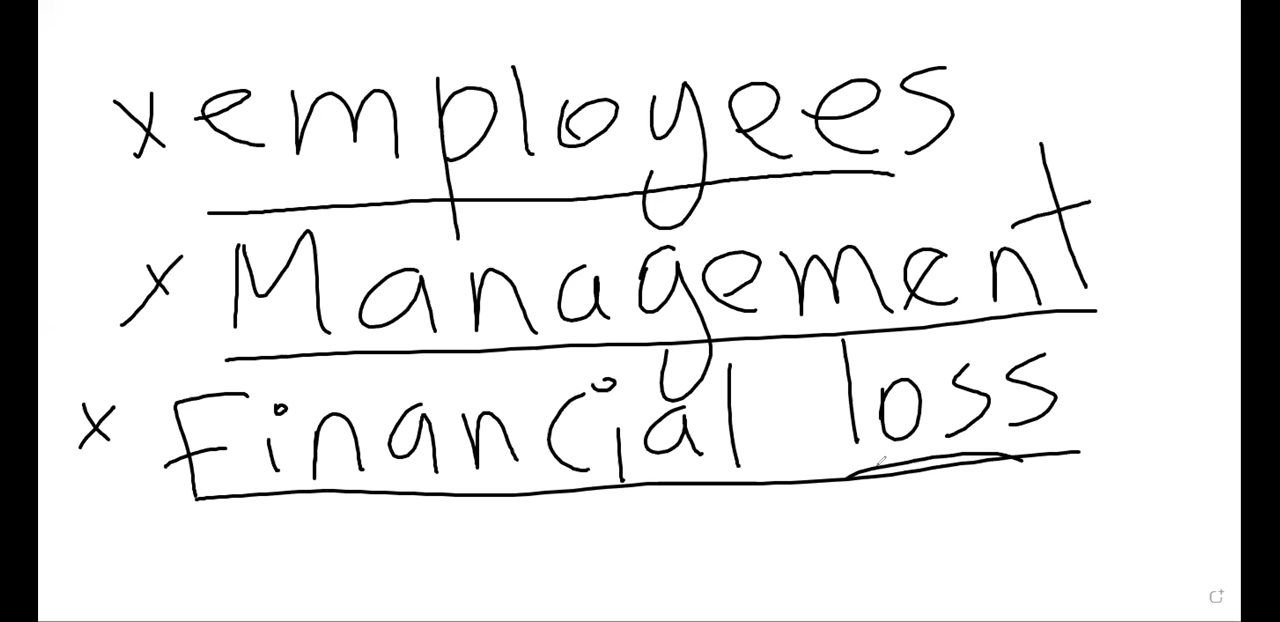 x employees
x Management
x Financial loss